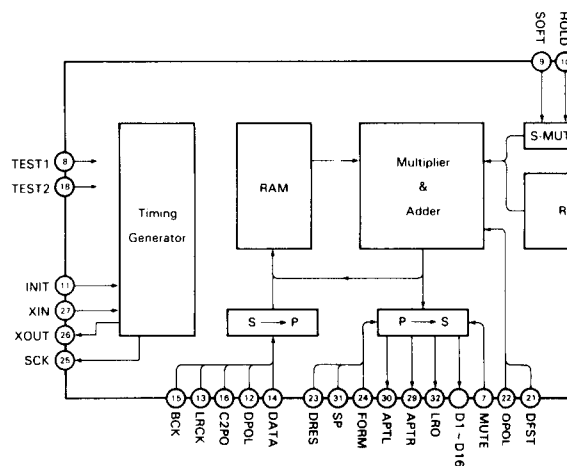 SOFT
HOLD
9
10
S-MUT
TEST1
8
TEST2
18
Timing
Generator
RAM
Multiplier
&
Adder
R
INIT
11
XIN
27
XOUT
26
SCK
25
S → P
P → S
15
13
16
12
14
23
31
24
30
29
32
7
22
21
BCK
LRCK
C2PO
DPOL
DATA
DRES
SP
FORM
APTL
APTR
LRO
D1 ~ D16
MUTE
OPOL
DFST